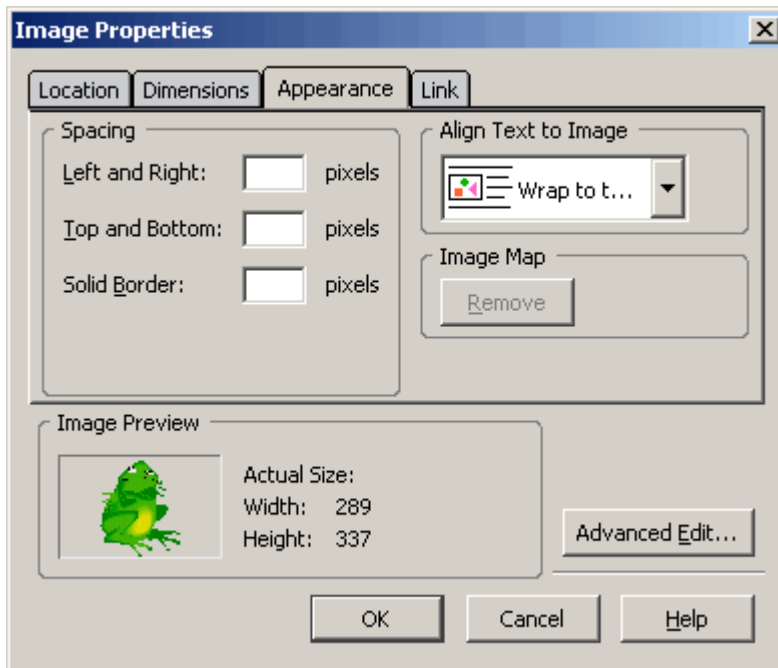 Image Properties
Location Dimensions Appearance Link
Spacing
Left and Right: pixels
Top and Bottom: pixels
Solid Border: pixels
Align Text to Image
Wrap to t...
Image Map
Remove
Image Preview
Actual Size:
Width: 289
Height: 337
Advanced Edit...
OK Cancel Help